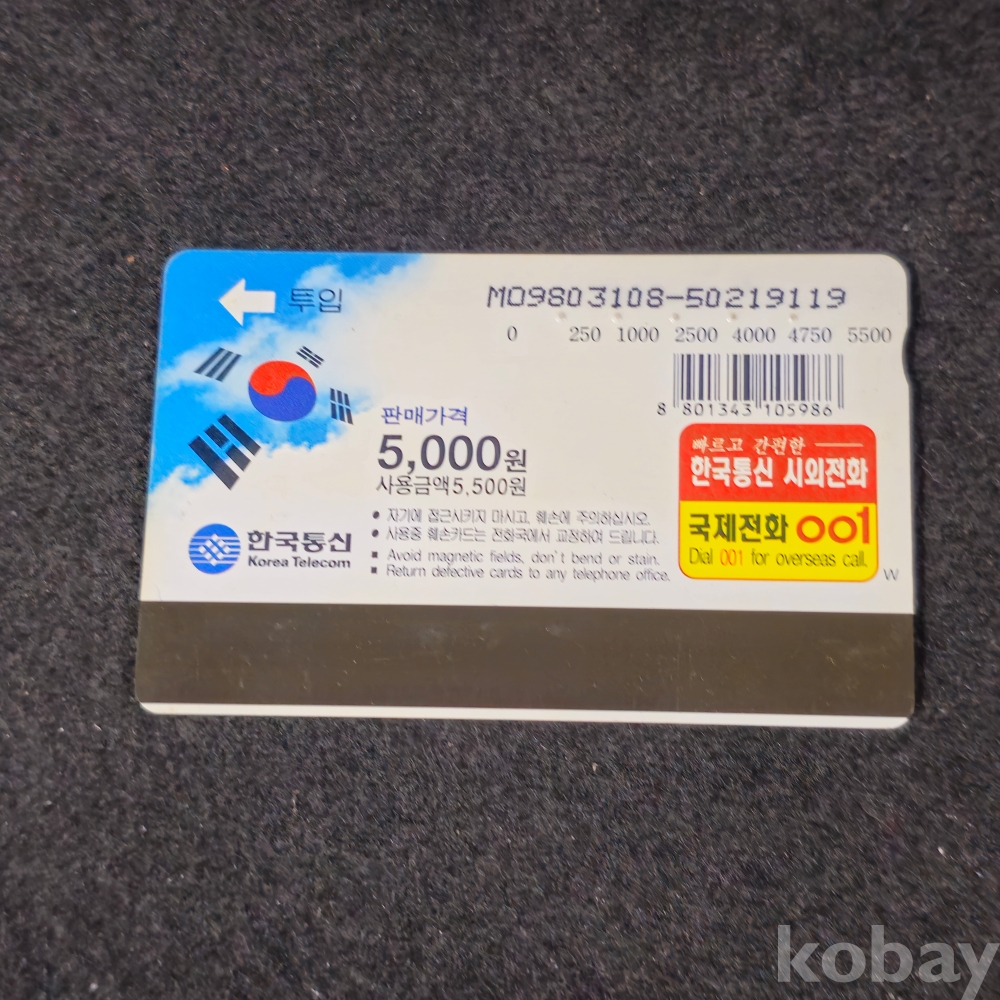 투입
MO9803108-50219119
0 250 1000 2500 4000 4750 5500
8 801343 105986
판매가격
5,000원
사용금액5,500원
• 자기에 접근시키지 마시고, 훼손에 주의하십시오.
• 사용중 훼손카드는 전화국에서 교정하여 드립니다.
■ Avoid magnetic fields, don't bend or stain.
■ Return defective cards to any telephone office.
한국통신
Korea Telecom
빠르고 간편한
한국통신 시외전화
국제전화 001
Dial 001 for overseas call.
W
kobay